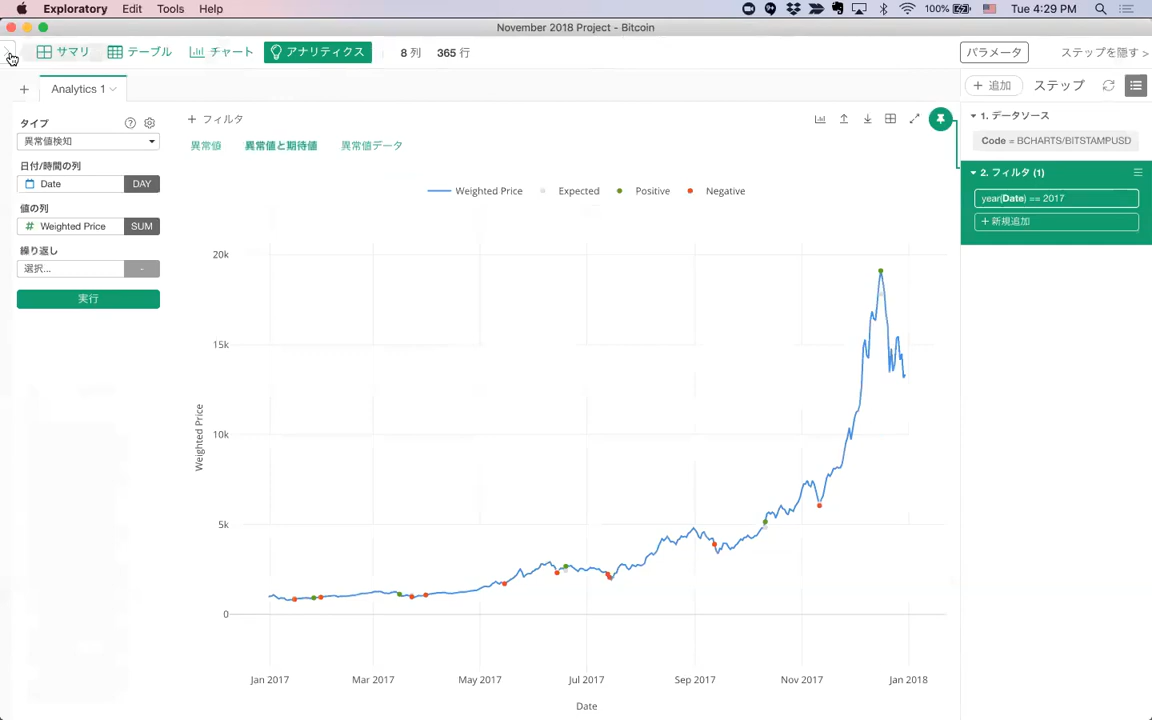 Exploratory Edit Tools Help 100% Tue 4:29 PM
November 2018 Project - Bitcoin
サマリ テーブル チャート アナリティクス 8 列 365 行 パラメータ ステップを隠す >
+ Analytics 1
+ 追加 ステップ
タイプ
異常値検知
日付/時間の列
Date DAY
値の列
# Weighted Price SUM
繰り返し
選択... -
実行
+ フィルタ
異常値 異常値と期待値 異常値データ
Weighted Price Expected Positive Negative
20k
15k
10k
5k
0
Weighted Price
Jan 2017 Mar 2017 May 2017 Jul 2017 Sep 2017 Nov 2017 Jan 2018
Date
1. データソース
Code = BCHARTS/BITSTAMPUSD
2. フィルタ (1)
year(Date) == 2017
+ 新規追加